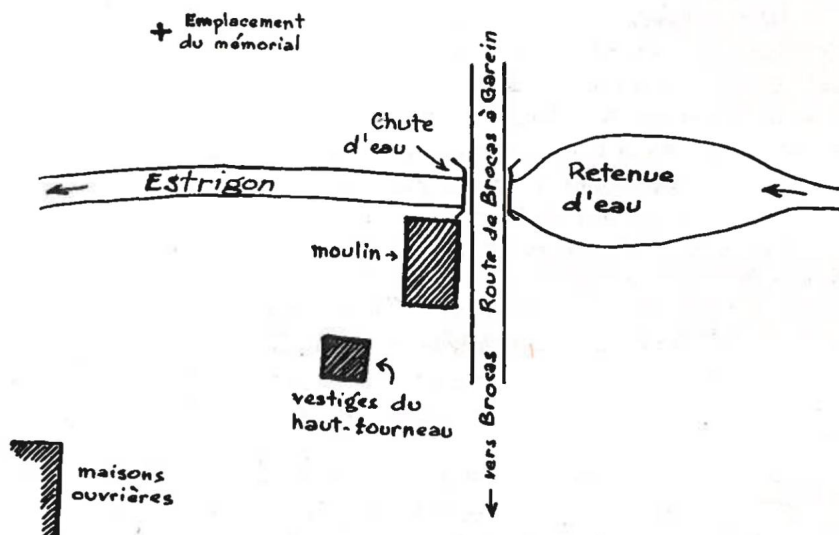 Emplacement
du mémorial
Route de Brocas à Garein
Chute
d'eau
Estrigon
Retenue
d'eau
moulin
vers Brocas
vestiges du
haut-fourneau
maisons
ouvrières